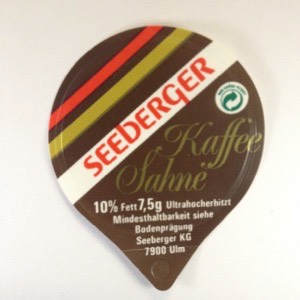 SEEBERGER
Kaffee
Sahne
10% Fett 7,5g Ultrahocherhitzt
Mindesthaltbarkeit siehe
Bodenprägung
Seeberger KG
7900 Ulm